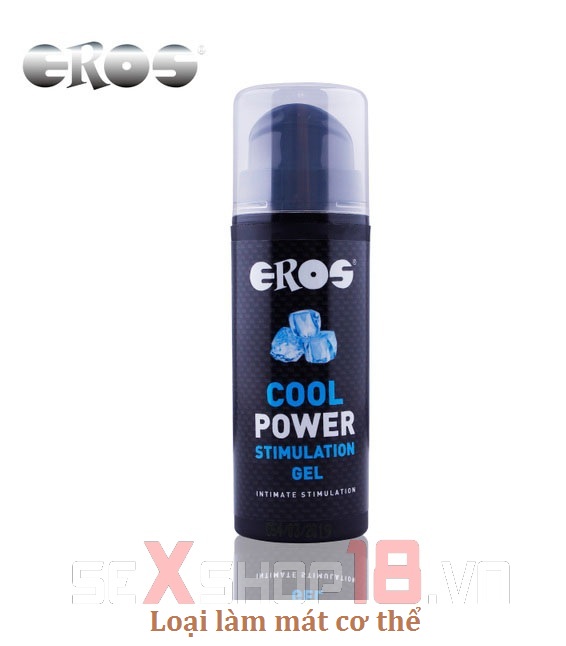 EROS®
EROS®
COOL
POWER
STIMULATION
GEL
INTIMATE STIMULATION
seXshop18.vn
Loại làm mát cơ thể